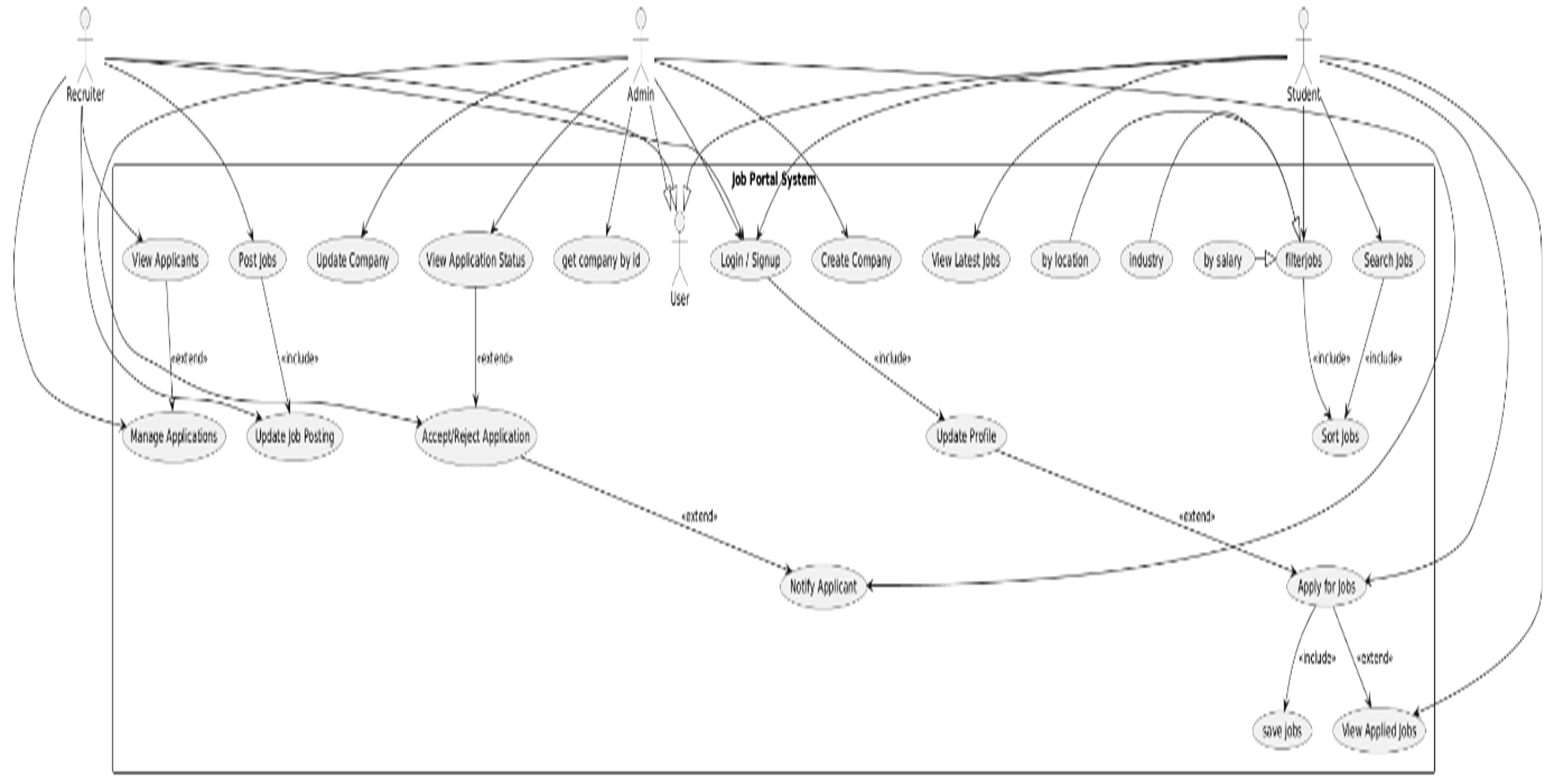 Recruiter
Admin
Student
Job Portal System
View Applicants
Post Jobs
Update Company
View Application Status
get company by id
User
Login / Signup
Create Company
View Latest Jobs
by location
industry
by salary
filterjobs
Search Jobs
«extend»
«include»
«extend»
«include»
«include»
«include»
Manage Applications
Update Job Posting
Accept/Reject Application
Update Profile
Sort Jobs
«extend»
«extend»
Notify Applicant
Apply for Jobs
«include»
«extend»
save jobs
View Applied Jobs